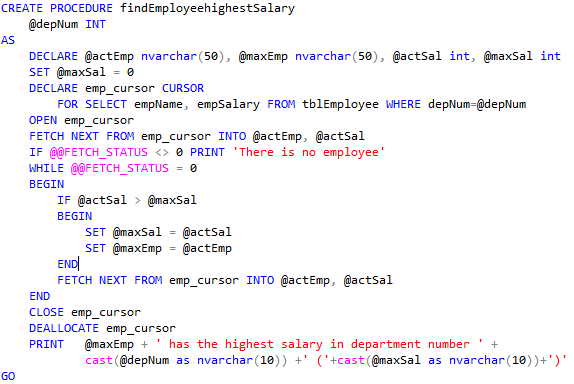 CREATE PROCEDURE findEmployeehighestSalary
    @depNum INT
AS
    DECLARE @actEmp nvarchar(50), @maxEmp nvarchar(50), @actSal int, @maxSal int
    SET @maxSal = 0
    DECLARE emp_cursor CURSOR
        FOR SELECT empName, empSalary FROM tblEmployee WHERE depNum=@depNum
    OPEN emp_cursor
    FETCH NEXT FROM emp_cursor INTO @actEmp, @actSal
    IF @@FETCH_STATUS <> 0 PRINT 'There is no employee'
    WHILE @@FETCH_STATUS = 0
    BEGIN
        IF @actSal > @maxSal
        BEGIN
            SET @maxSal = @actSal
            SET @maxEmp = @actEmp
        END
        FETCH NEXT FROM emp_cursor INTO @actEmp, @actSal
    END
    CLOSE emp_cursor
    DEALLOCATE emp_cursor
    PRINT   @maxEmp + ' has the highest salary in department number ' +
            cast(@depNum as nvarchar(10)) +' ('+cast(@maxSal as nvarchar(10))+')'
GO